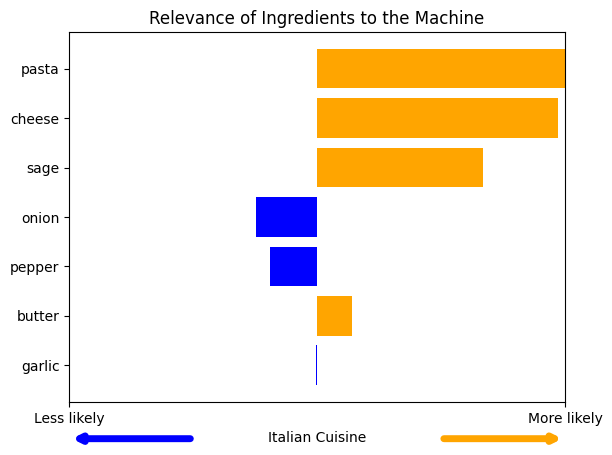 Relevance of Ingredients to the Machine
pasta
cheese
sage
onion
pepper
butter
garlic
Less likely
More likely
Italian Cuisine